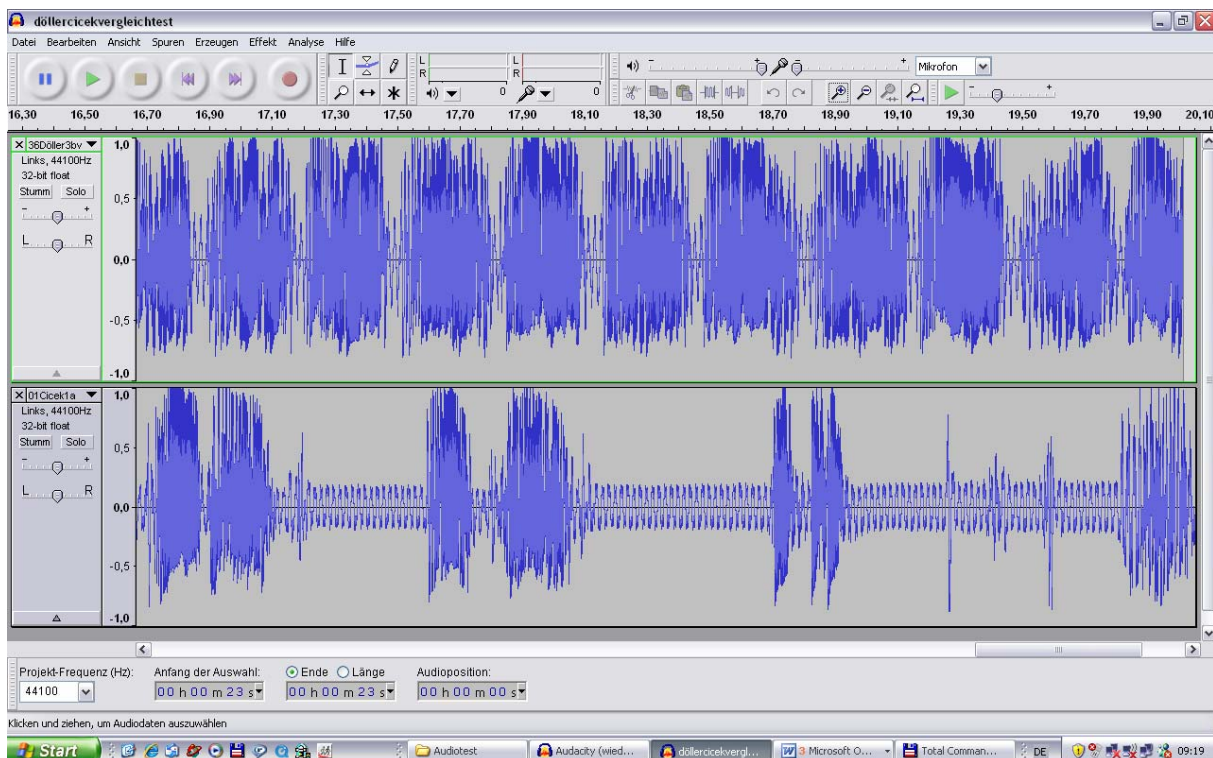 döllercicekvergleichtest
Datei Bearbeiten Ansicht Spuren Erzeugen Effekt Analyse Hilfe
L
R
L
R
0
0
- +
- +
Mikrofon
- +
16,30 16,50 16,70 16,90 17,10 17,30 17,50 17,70 17,90 18,10 18,30 18,50 18,70 18,90 19,10 19,30 19,50 19,70 19,90 20,10
36Döller3bv
Links, 44100Hz
32-bit float
Stumm Solo
- +
L R
1,0
0,5
0,0
-0,5
-1,0
01Cicek1a
Links, 44100Hz
32-bit float
Stumm Solo
- +
L R
1,0
0,5
0,0
-0,5
-1,0
Projekt-Frequenz (Hz): Anfang der Auswahl: Ende Länge Audioposition:
44100 00 h 00 m 23 s 00 h 00 m 23 s 00 h 00 m 00 s
Klicken und ziehen, um Audiodaten auszuwählen
Start Audiotest Audacity (wied... döllercicekvergl... 3 Microsoft O... Total Comman... DE 09:19